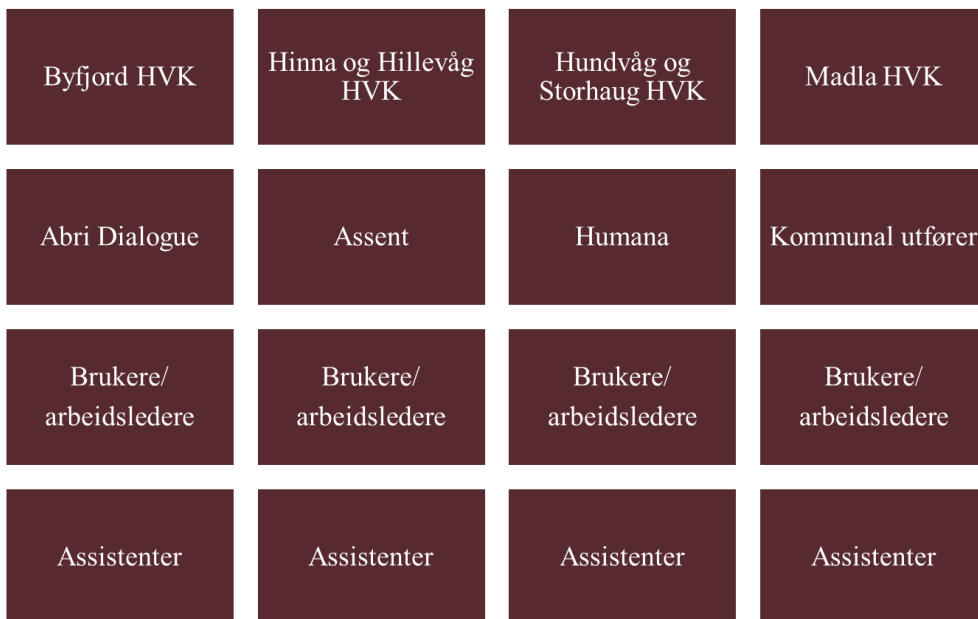 Byfjord HVK
Hinna og Hillevåg
HVK
Hundvåg og
Storhaug HVK
Madla HVK
Abri Dialogue
Assent
Humana
Kommunal utfører
Brukere/
arbeidsledere
Brukere/
arbeidsledere
Brukere/
arbeidsledere
Brukere/
arbeidsledere
Assistenter
Assistenter
Assistenter
Assistenter